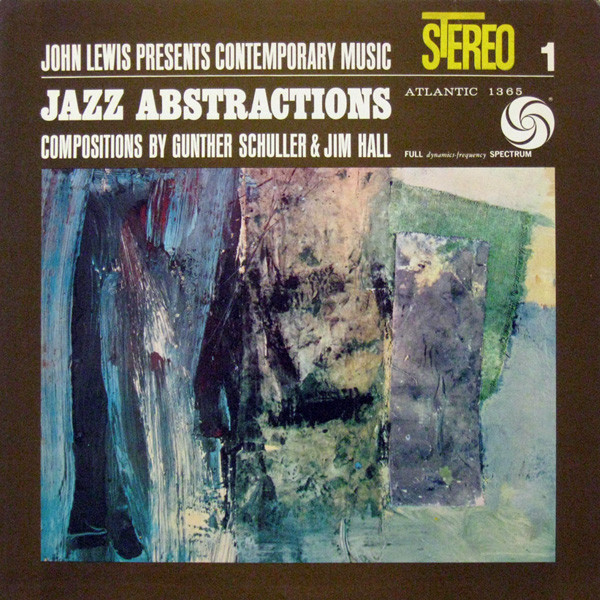 JOHN LEWIS PRESENTS CONTEMPORARY MUSIC
JAZZ ABSTRACTIONS
COMPOSITIONS BY GUNTHER SCHULLER & JIM HALL
STEREO 1
ATLANTIC 1365
®
FULL dynamics-frequency SPECTRUM